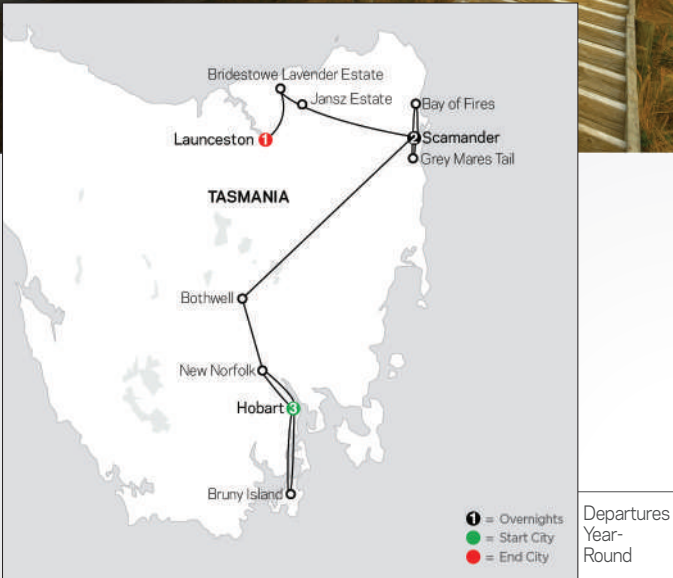 Bridestowe Lavender Estate
Jansz Estate
Bay of Fires
Launceston 1
2 Scamander
Grey Mares Tail
TASMANIA
Bothwell
New Norfolk
Hobart 3
Bruny Island
1 = Overnights
= Start City
= End City
Departures
Year-
Round